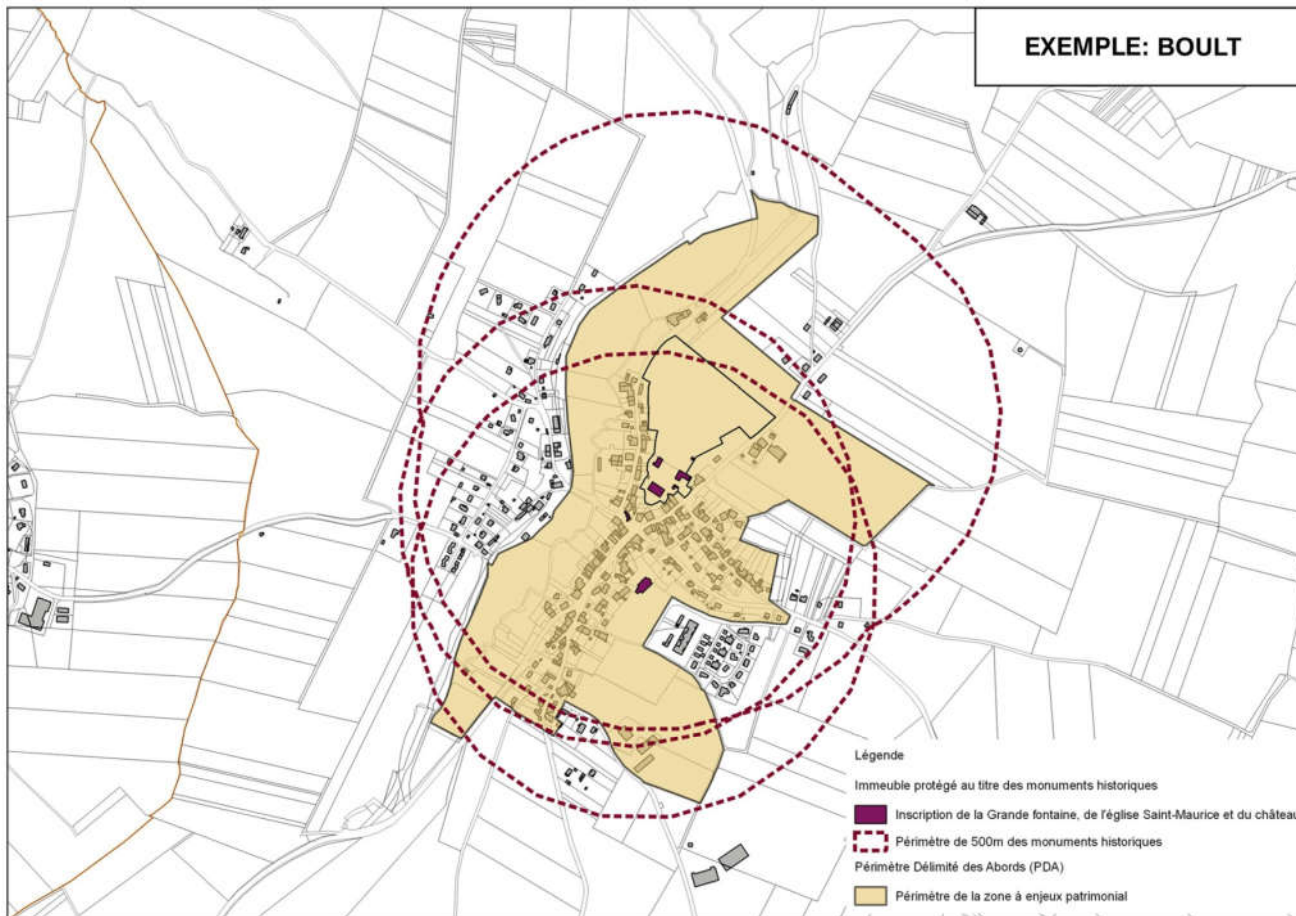 EXEMPLE: BOULT
Légende
Immeuble protégé au titre des monuments historiques
Inscription de la Grande fontaine, de l'église Saint-Maurice et du château
Périmètre de 500m des monuments historiques
Périmètre Délimité des Abords (PDA)
Périmètre de la zone à enjeux patrimonial